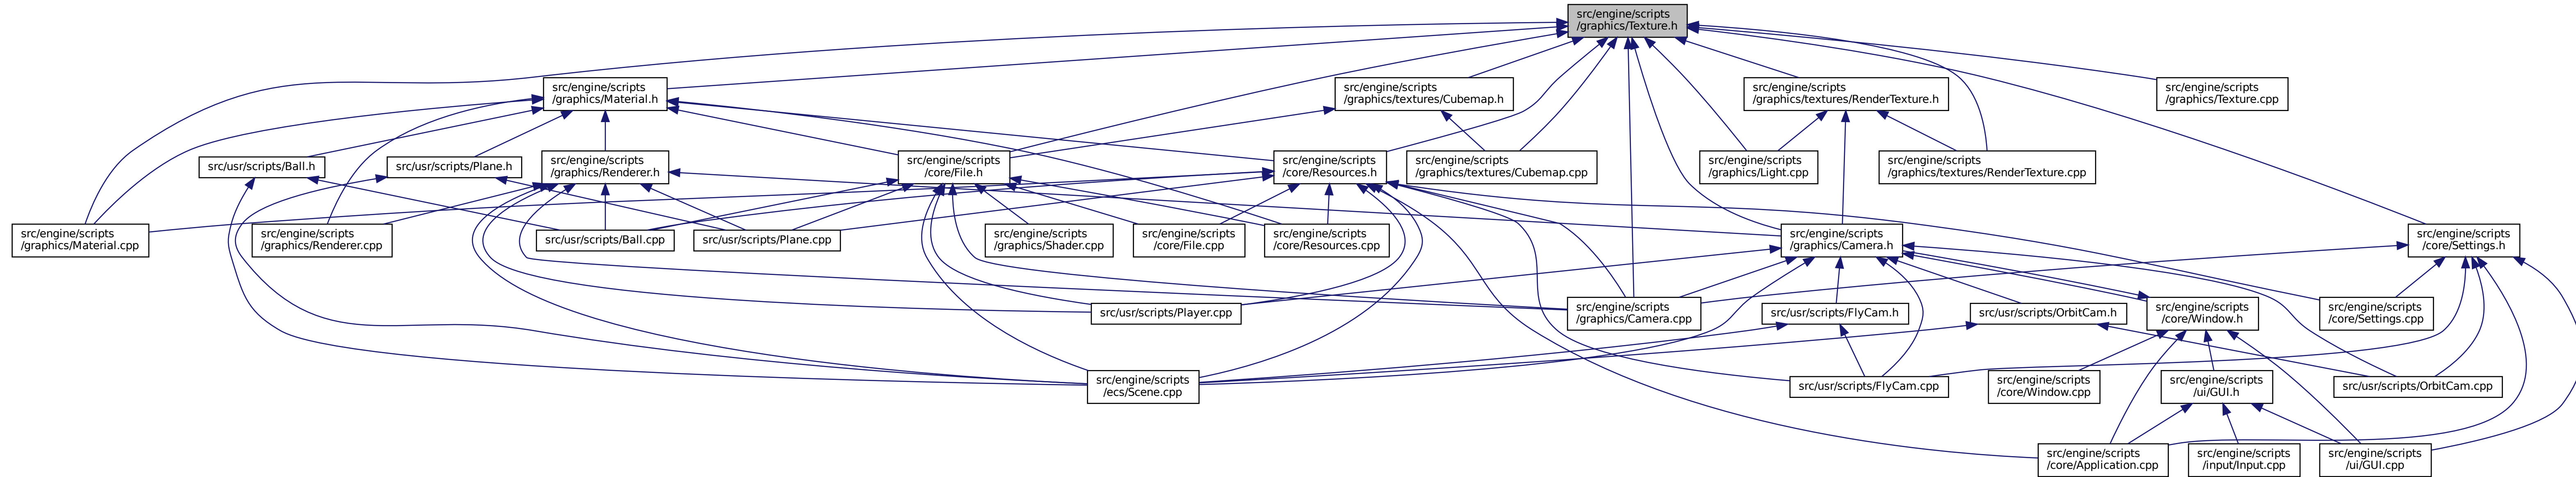 src/engine/scripts
/graphics/Texture.h
src/engine/scripts
/graphics/Material.h
src/engine/scripts
/graphics/textures/Cubemap.h
src/engine/scripts
/graphics/textures/RenderTexture.h
src/engine/scripts
/graphics/Texture.cpp
src/usr/scripts/Ball.h
src/usr/scripts/Plane.h
src/engine/scripts
/graphics/Renderer.h
src/engine/scripts
/core/File.h
src/engine/scripts
/core/Resources.h
src/engine/scripts
/graphics/textures/Cubemap.cpp
src/engine/scripts
/graphics/Light.cpp
src/engine/scripts
/graphics/textures/RenderTexture.cpp
src/engine/scripts
/graphics/Material.cpp
src/engine/scripts
/graphics/Renderer.cpp
src/usr/scripts/Ball.cpp
src/usr/scripts/Plane.cpp
src/engine/scripts
/graphics/Shader.cpp
src/engine/scripts
/core/File.cpp
src/engine/scripts
/core/Resources.cpp
src/engine/scripts
/graphics/Camera.h
src/engine/scripts
/core/Settings.h
src/usr/scripts/Player.cpp
src/engine/scripts
/graphics/Camera.cpp
src/usr/scripts/FlyCam.h
src/usr/scripts/OrbitCam.h
src/engine/scripts
/core/Window.h
src/engine/scripts
/core/Settings.cpp
src/engine/scripts
/ecs/Scene.cpp
src/usr/scripts/FlyCam.cpp
src/engine/scripts
/core/Window.cpp
src/engine/scripts
/ui/GUI.h
src/usr/scripts/OrbitCam.cpp
src/engine/scripts
/core/Application.cpp
src/engine/scripts
/input/Input.cpp
src/engine/scripts
/ui/GUI.cpp